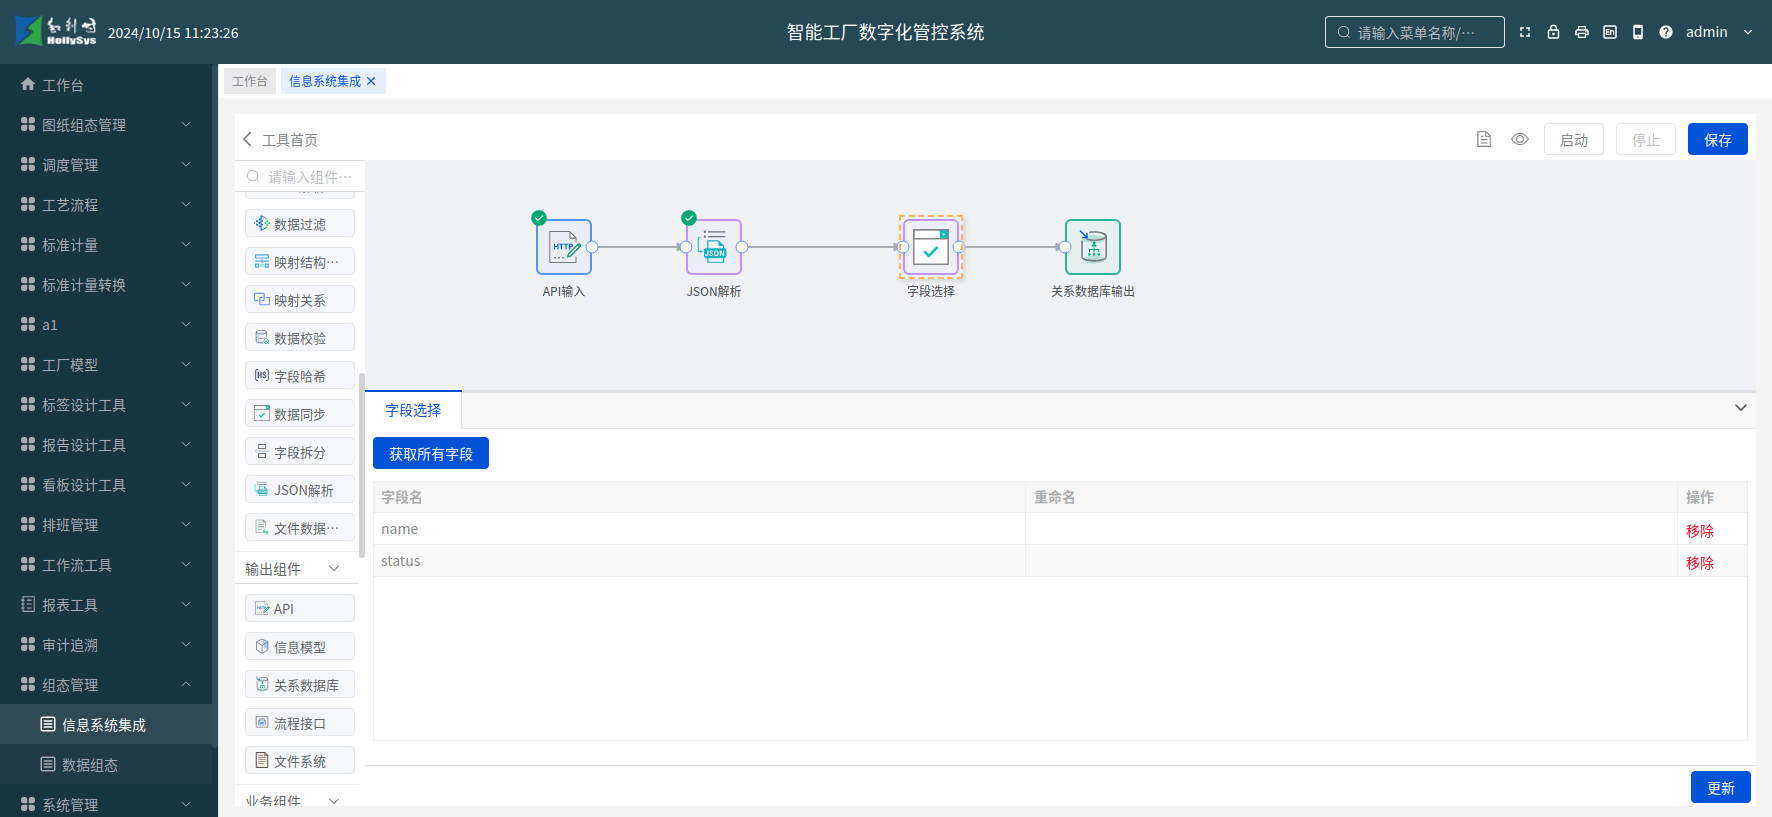 和利时
HollySys
2024/10/15 11:23:26
智能工厂数字化管控系统
请输入菜单名称/···
En
admin
工作台
图纸组态管理
调度管理
工艺流程
标准计量
标准计量转换
a1
工厂模型
标签设计工具
报告设计工具
看板设计工具
排班管理
工作流工具
报表工具
审计追溯
组态管理
信息系统集成
数据组态
系统管理
工作台
信息系统集成
工具首页
启动
停止
保存
请输入组件···
数据过滤
映射结构···
映射关系
数据校验
字段哈希
数据同步
字段拆分
JSON解析
文件数据···
输出组件
API
信息模型
关系数据库
流程接口
文件系统
业务组件
HTTP
API输入
JSON
JSON解析
字段选择
关系数据库输出
字段选择
获取所有字段
字段名 重命名 操作
name 移除
status 移除
更新